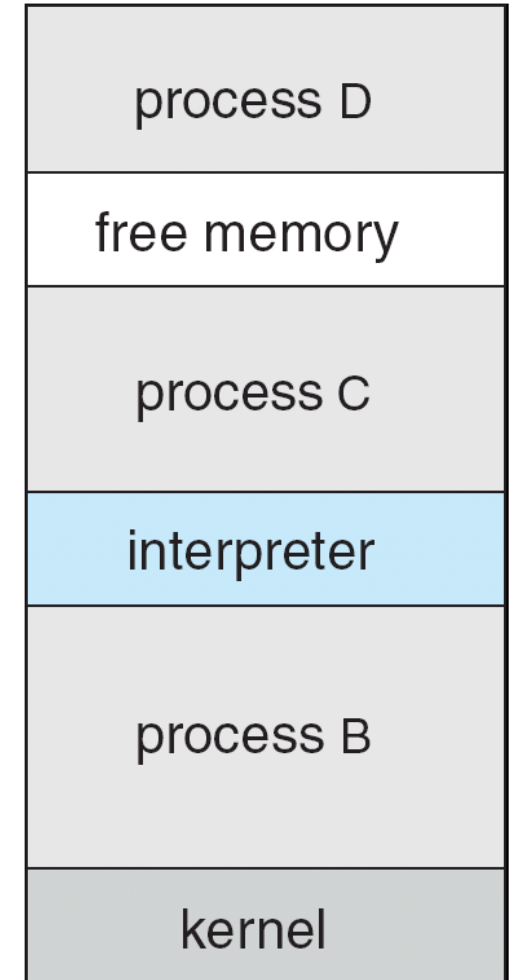 process D
free memory
process C
interpreter
process B
kernel